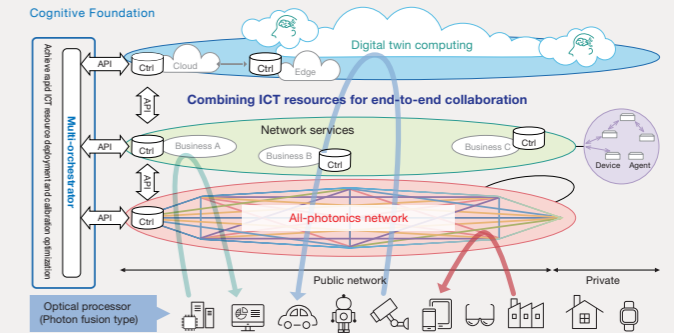 Cognitive Foundation
Achieve rapid ICT resource deployment and calibration optimization
Multi-orchestrator
API
Ctrl
Cloud
Ctrl
Edge
Digital twin computing
API
Combining ICT resources for end-to-end collaboration
API
Ctrl
Business A
Network services
Business B
Ctrl
Business C
Ctrl
Device
Agent
API
API
Ctrl
All-photonics network
Public network
Private
Optical processor
(Photon fusion type)